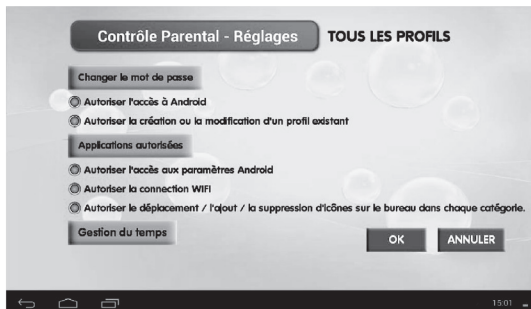 Contrôle Parental - Réglages TOUS LES PROFILS
Changer le mot de passe
Autoriser l'accès à Android
Autoriser la création ou la modification d'un profil existant
Applications autorisées
Autoriser l'accès aux paramètres Android
Autoriser la connection WIFI
Autoriser le déplacement / l'ajout / la suppression d'icônes sur le bureau dans chaque catégorie.
Gestion du temps
OK ANNULER
15:01